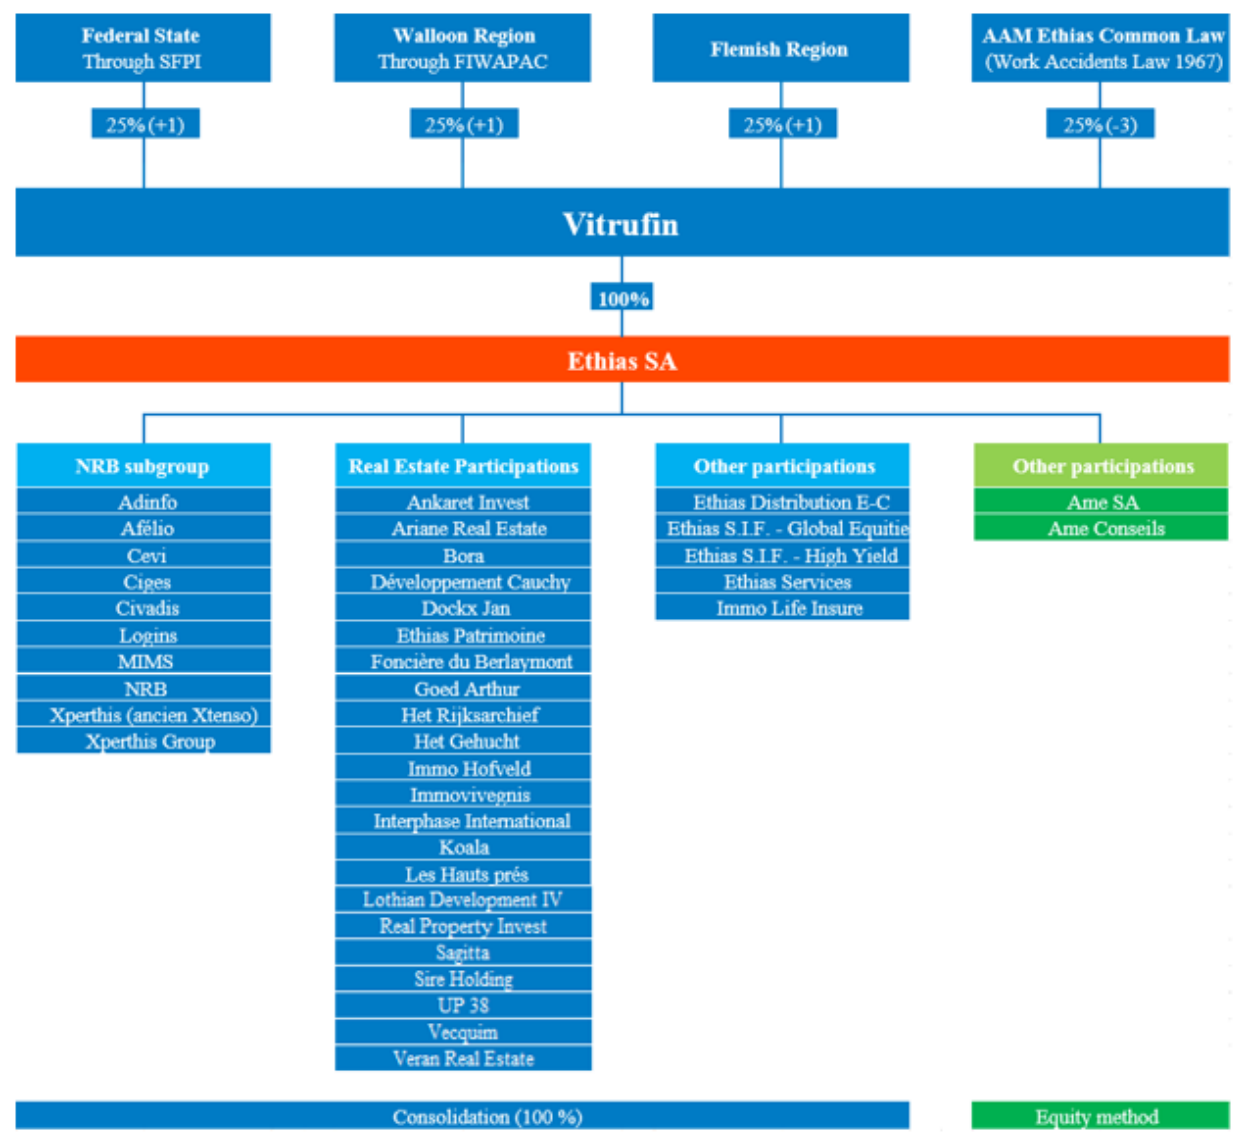 Federal State
Through SFPI
Walloon Region
Through FIWAPAC
Flemish Region
AAM Ethias Common Law
(Work Accidents Law 1967)
25% (+1)
25% (+1)
25% (+1)
25% (-3)
Vitrufin
100%
Ethias SA
NRB subgroup
Adinfo
Afélio
Cevi
Ciges
Civadis
Logins
MIMS
NRB
Xperthis (ancien Xtenso)
Xperthis Group
Real Estate Participations
Ankaret Invest
Ariane Real Estate
Bora
Développement Cauchy
Dockx Jan
Ethias Patrimoine
Foncière du Berlaymont
Goed Arthur
Het Rijksarchief
Het Gehucht
Immo Hofveld
Immovivegnis
Interphase International
Koala
Les Hauts prés
Lothian Development IV
Real Property Invest
Sagitta
Sire Holding
UP 38
Vecquim
Veran Real Estate
Other participations
Ethias Distribution E-C
Ethias S.I.F. - Global Equitie
Ethias S.I.F. - High Yield
Ethias Services
Immo Life Insure
Other participations
Ame SA
Ame Conseils
Consolidation (100 %)
Equity method